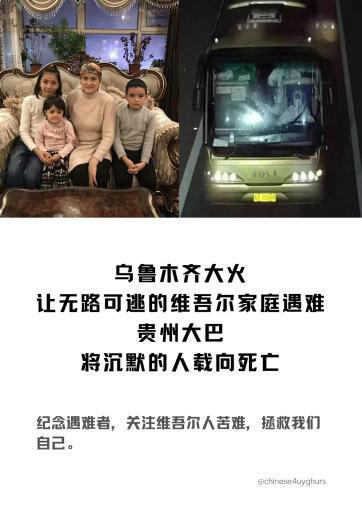 乌鲁木齐大火
让无路可逃的维吾尔家庭遇难
贵州大巴
将沉默的人载向死亡
纪念遇难者，关注维吾尔人苦难，拯救我们
自己。
@chinese4uyghurs